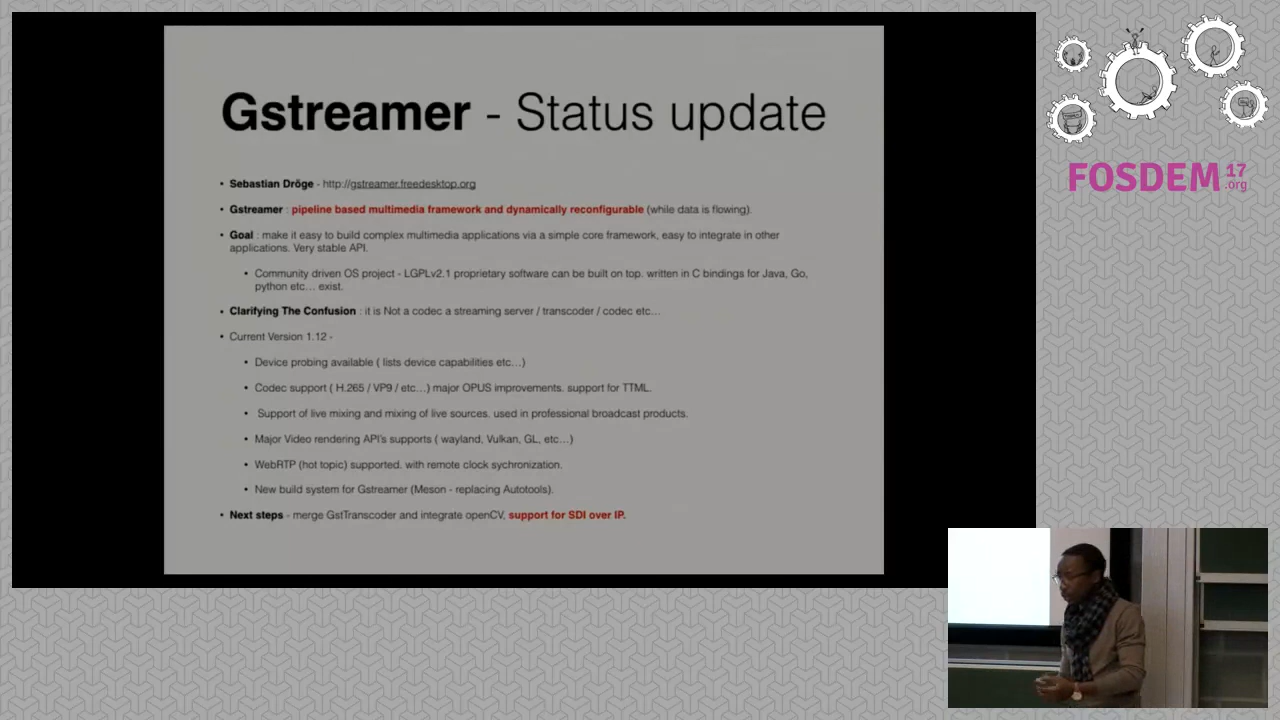 Gstreamer - Status update
• Sebastian Dröge - http://gstreamer.freedesktop.org
• Gstreamer : pipeline based multimedia framework and dynamically reconfigurable (while data is flowing).
• Goal : make it easy to build complex multimedia applications via a simple core framework, easy to integrate in other
applications. Very stable API.
• Community driven OS project - LGPLv2.1 proprietary software can be built on top. written in C bindings for Java, Go,
python etc... exist.
• Clarifying The Confusion : it is Not a codec a streaming server / transcoder / codec etc...
• Current Version 1.12 -
• Device probing available ( lists device capabilities etc...)
• Codec support ( H.265 / VP9 / etc...) major OPUS improvements. support for TTML.
• Support of live mixing and mixing of live sources. used in professional broadcast products.
• Major Video rendering API's supports ( wayland, Vulkan, GL, etc...)
• WebRTP (hot topic) supported. with remote clock sychronization.
• New build system for Gstreamer (Meson - replacing Autotools).
• Next steps - merge GstTranscoder and integrate openCV, support for SDI over IP.
FOSDEM 17
.org